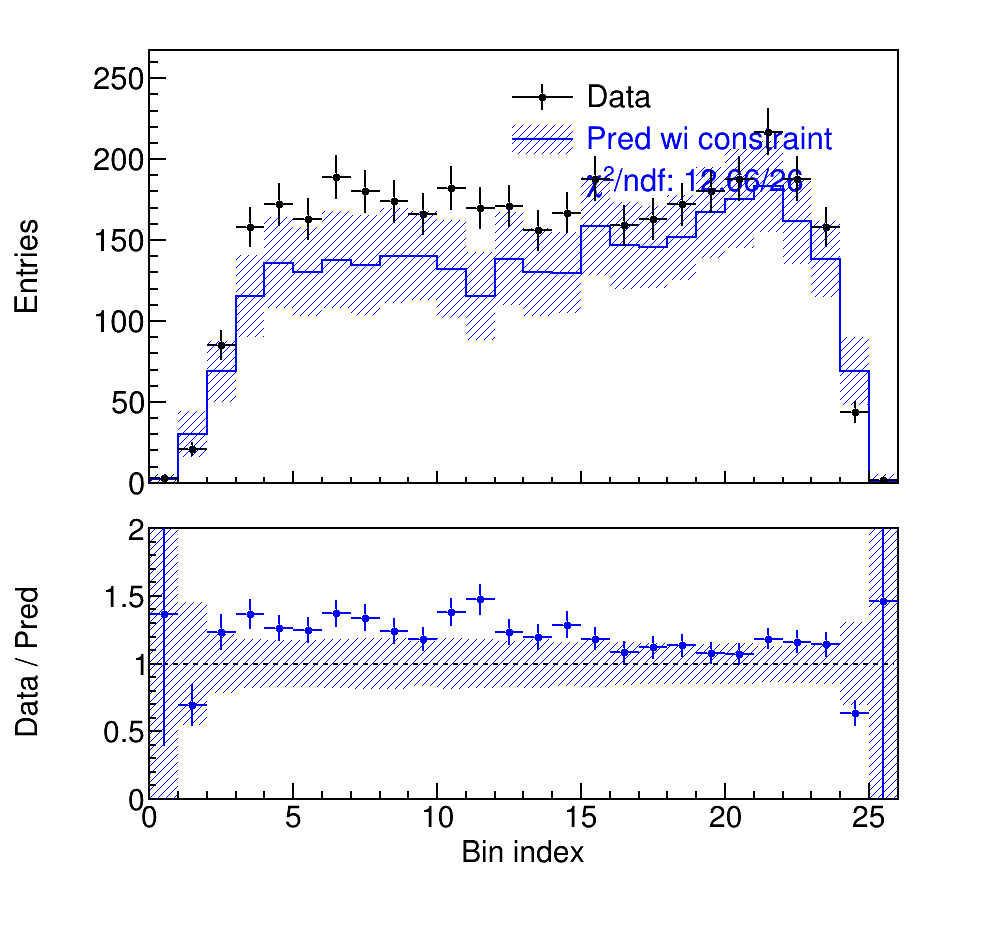 250
200
150
100
50
0
Entries
Data
Pred wi constraint
χ²/ndf: 12.66/26
2
1.5
1
0.5
0
Data / Pred
0 5 10 15 20 25
Bin index